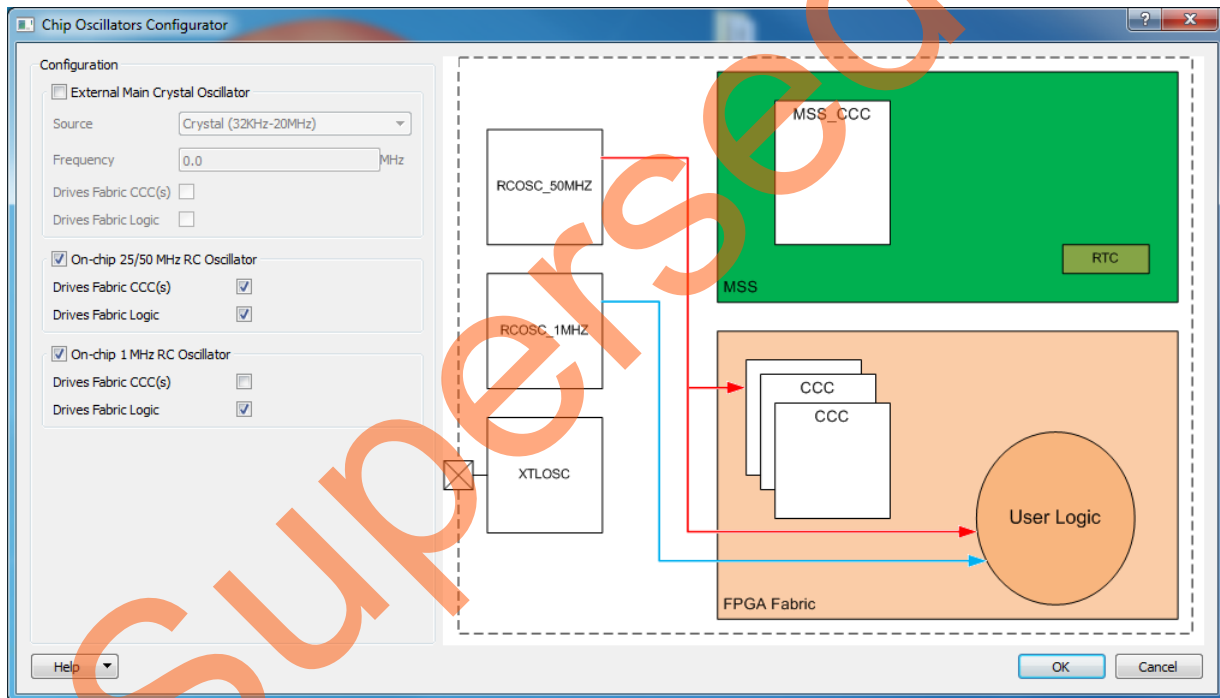 Chip Oscillators Configurator
Configuration
External Main Crystal Oscillator
Source Crystal (32KHz-20MHz)
Frequency 0.0 MHz
Drives Fabric CCC(s)
Drives Fabric Logic
On-chip 25/50 MHz RC Oscillator
Drives Fabric CCC(s)
Drives Fabric Logic
On-chip 1 MHz RC Oscillator
Drives Fabric CCC(s)
Drives Fabric Logic
RCOSC_50MHZ
RCOSC_1MHZ
XTLOSC
MSS_CCC
RTC
MSS
CCC
CCC
User Logic
FPGA Fabric
Help
OK
Cancel
Supersed